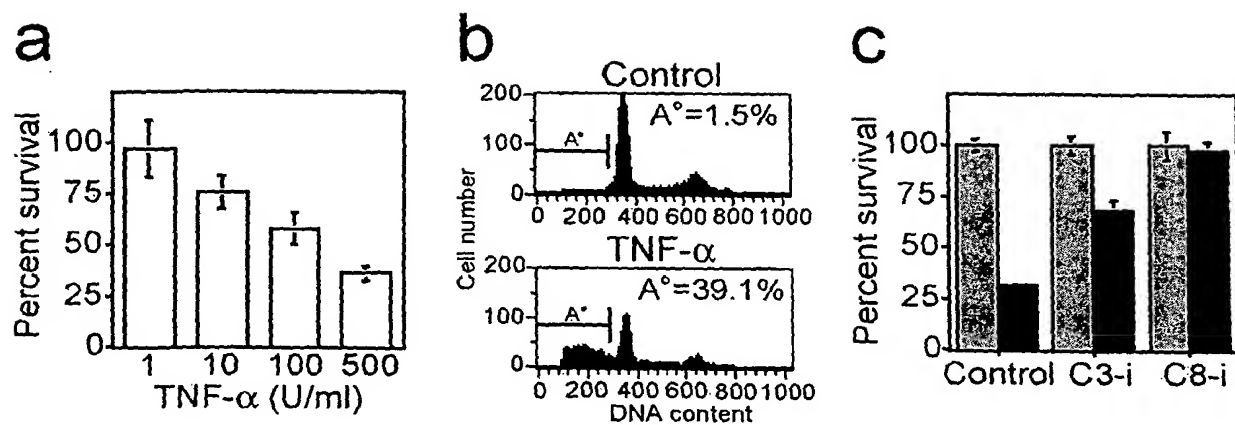 a
Percent survival
100
75
50
25
0
1 10 100 500
TNF-α (U/ml)
b
Control
Cell number
200
100
0
A°=1.5%
A°
0 200 400 600 800 1000
TNF-α
200
100
0
A°=39.1%
A°
0 200 400 600 800 1000
DNA content
c
Percent survival
100
75
50
25
0
Control C3-i C8-i